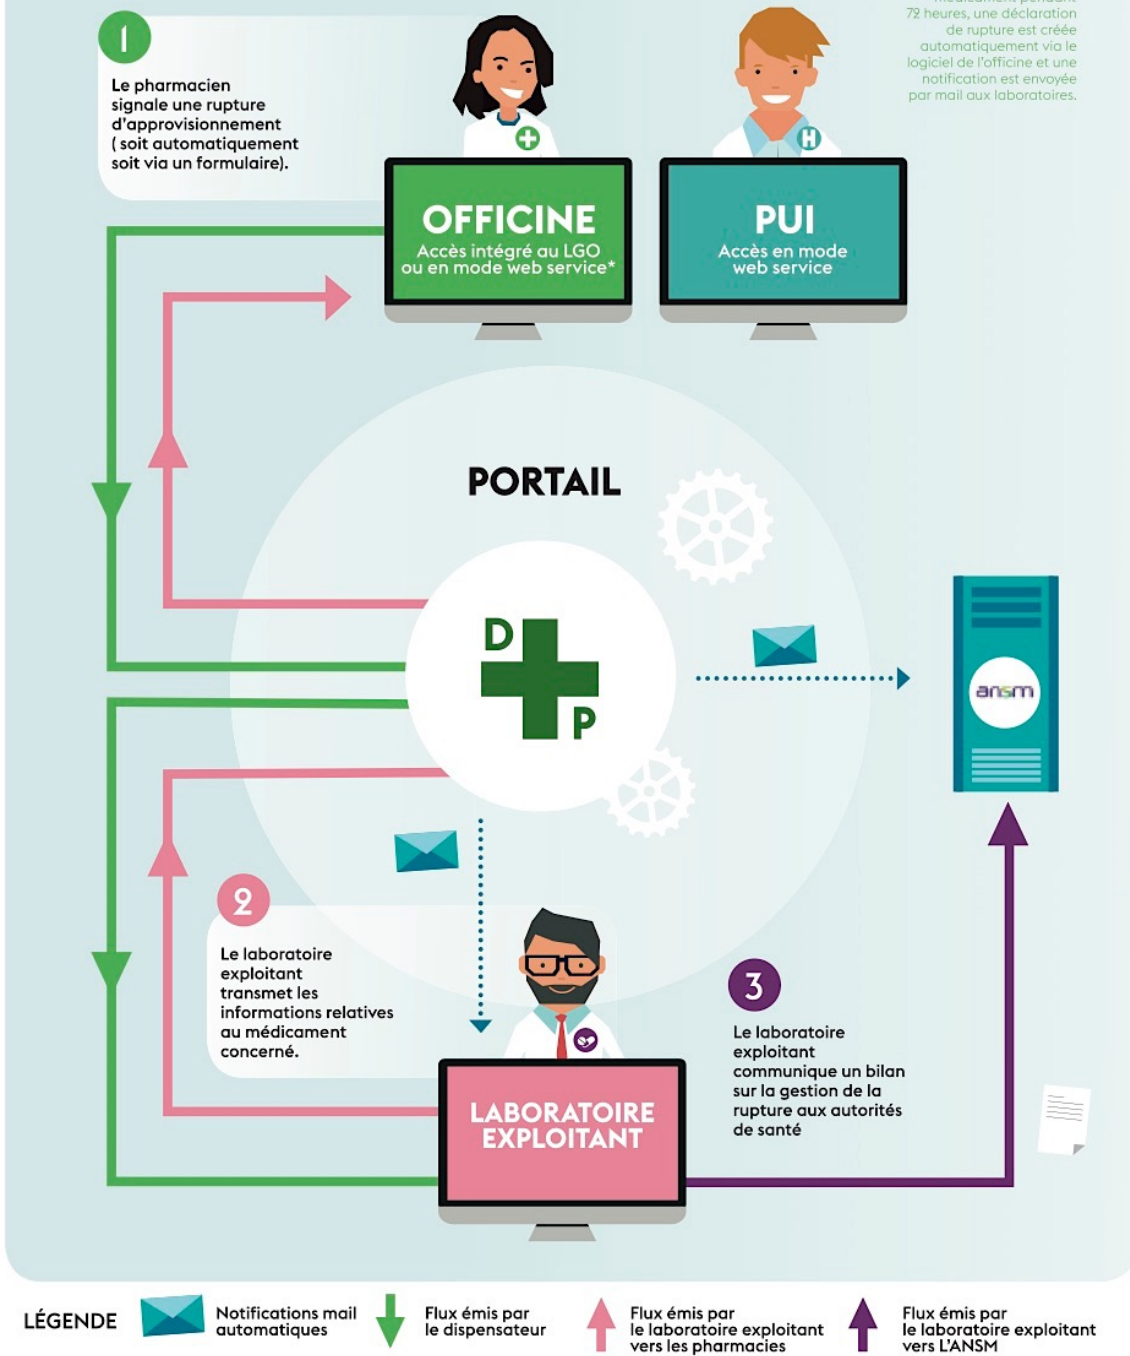 1
Le pharmacien
signale une rupture
d'approvisionnement
( soit automatiquement
soit via un formulaire).
médicament pendant
72 heures, une déclaration
de rupture est créée
automatiquement via le
logiciel de l'officine et une
notification est envoyée
par mail aux laboratoires.
H
OFFICINE
Accès intégré au LGO
ou en mode web service*
PUI
Accès en mode
web service
PORTAIL
D
P
ansm
2
Le laboratoire
exploitant
transmet les
informations relatives
au médicament
concerné.
3
Le laboratoire
exploitant
communique un bilan
sur la gestion de la
rupture aux autorités
de santé
LABORATOIRE
EXPLOITANT
LÉGENDE
Notifications mail
automatiques
Flux émis par
le dispensateur
Flux émis par
le laboratoire exploitant
vers les pharmacies
Flux émis par
le laboratoire exploitant
vers L'ANSM